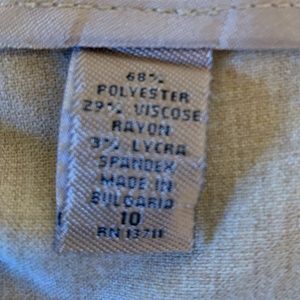 68%
POLYESTER
29% VISCOSE
RAYON
3% LYCRA
SPANDEX
MADE IN
BULGARIA
10
RN 13711